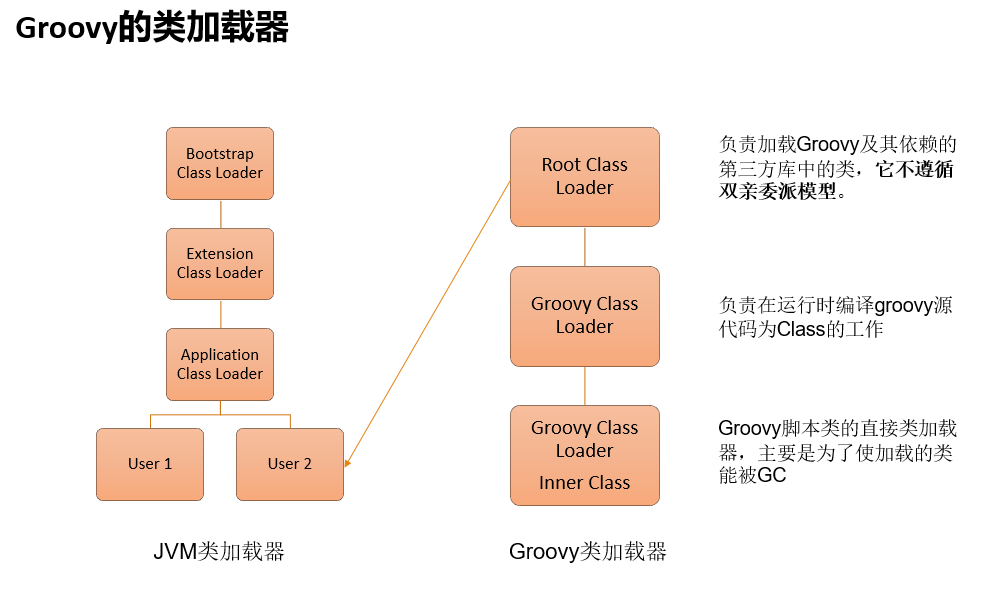 Groovy的类加载器
Bootstrap
Class Loader
Extension
Class Loader
Application
Class Loader
User 1
User 2
JVM类加载器
Root Class
Loader
Groovy Class
Loader
Groovy Class
Loader
Inner Class
Groovy类加载器
负责加载Groovy及其依赖的
第三方库中的类，它不遵循
双亲委派模型。
负责在运行时编译groovy源
代码为Class的工作
Groovy脚本类的直接类加载
器，主要是为了使加载的类
能被GC